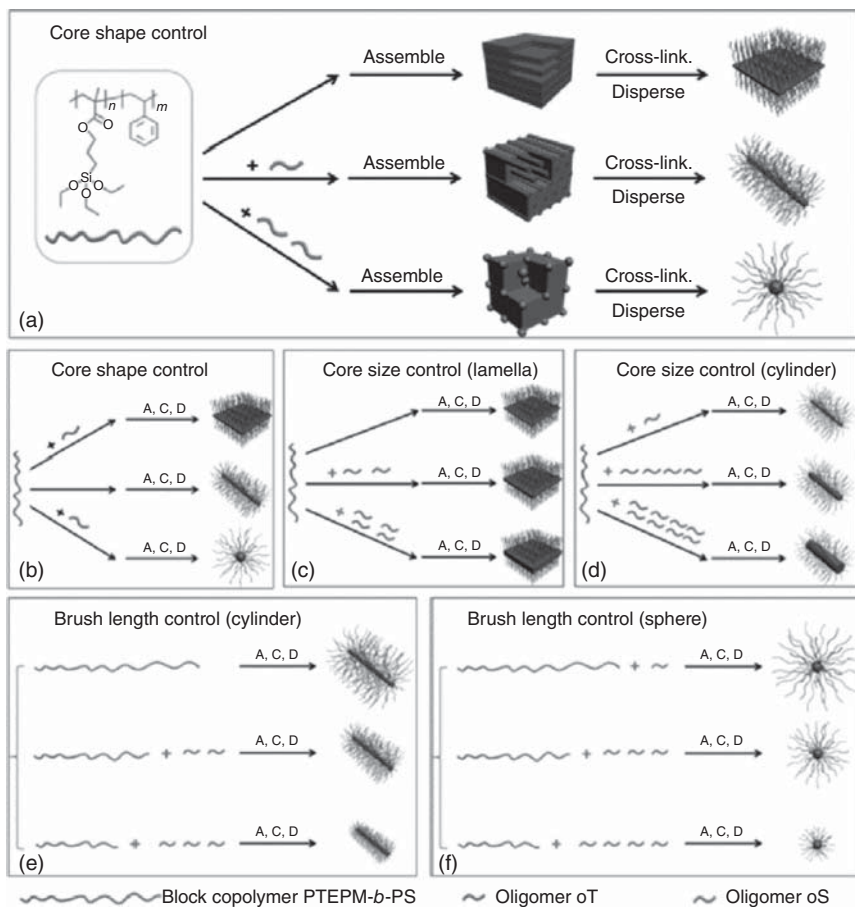 Core shape control
n
m
O
O
Si
O
O
O
+
+
Assemble
Cross-link.
Disperse
Assemble
Cross-link.
Disperse
Assemble
Cross-link.
Disperse
(a)
Core shape control
+
A, C, D
A, C, D
+
A, C, D
(b)
Core size control (lamella)
A, C, D
+
A, C, D
+
A, C, D
(c)
Core size control (cylinder)
+
A, C, D
+
A, C, D
+
A, C, D
(d)
Brush length control (cylinder)
A, C, D
+
A, C, D
+
A, C, D
(e)
Brush length control (sphere)
+
A, C, D
+
A, C, D
+
A, C, D
(f)
Block copolymer PTEPM-b-PS
Oligomer oT
Oligomer oS